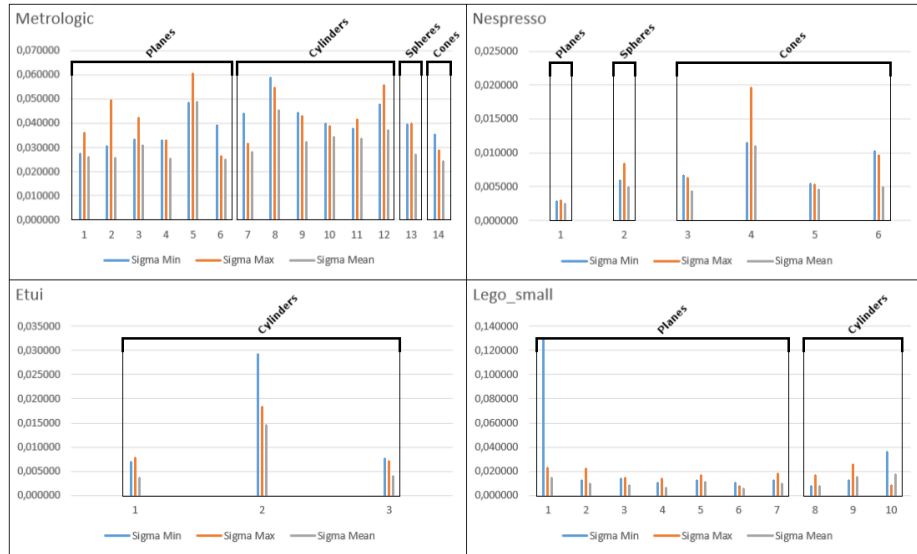 Metrologic
Planes
Cylinders
Spheres
Cones
0,070000
0,060000
0,050000
0,040000
0,030000
0,020000
0,010000
0,000000
1 2 3 4 5 6 7 8 9 10 11 12 13 14
Sigma Min Sigma Max Sigma Mean
Nespresso
Planes
Spheres
Cones
0,025000
0,020000
0,015000
0,010000
0,005000
0,000000
1 2 3 4 5 6
Sigma Min Sigma Max Sigma Mean
Etui
Cylinders
0,035000
0,030000
0,025000
0,020000
0,015000
0,010000
0,005000
0,000000
1 2 3
Sigma Min Sigma Max Sigma Mean
Lego_small
Planes
Cylinders
0,140000
0,120000
0,100000
0,080000
0,060000
0,040000
0,020000
0,000000
1 2 3 4 5 6 7 8 9 10
Sigma Min Sigma Max Sigma Mean